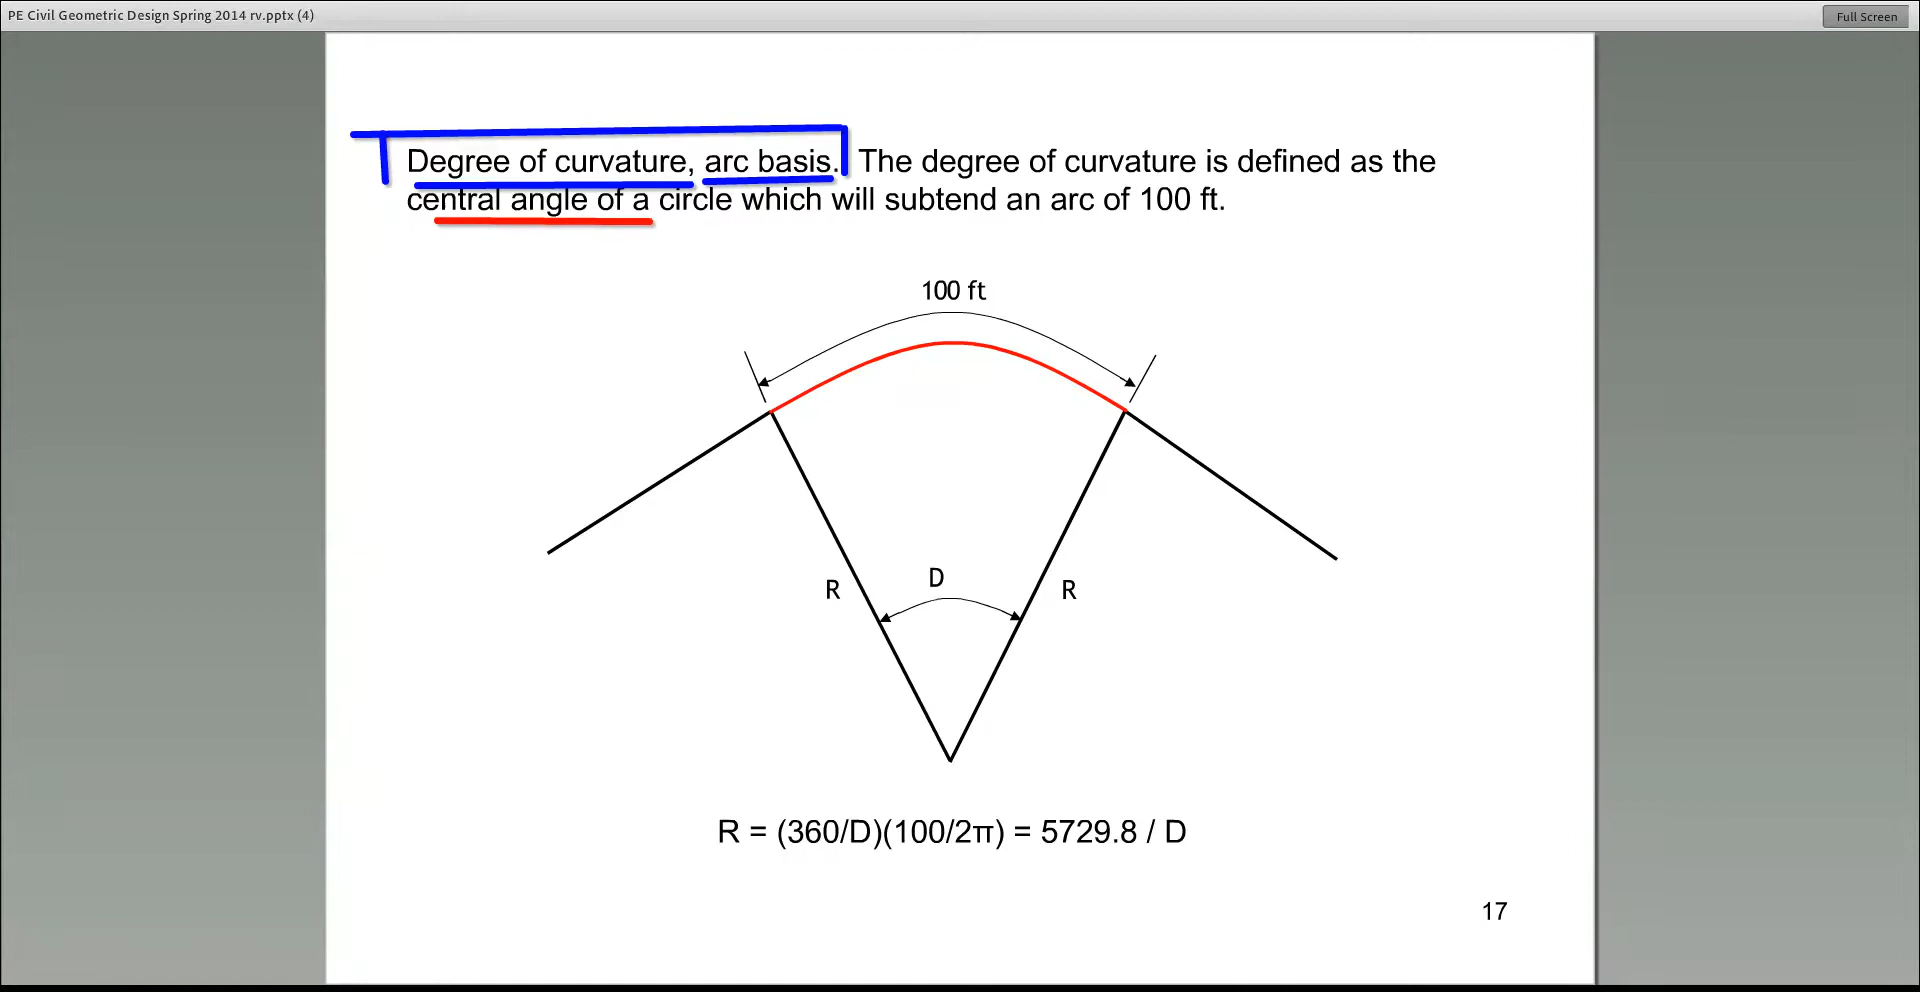 PE Civil Geometric Design Spring 2014 rv.pptx (4)
Full Screen
Degree of curvature, arc basis. The degree of curvature is defined as the
central angle of a circle which will subtend an arc of 100 ft.
100 ft
R
D
R
R = (360/D)(100/2π) = 5729.8 / D
17